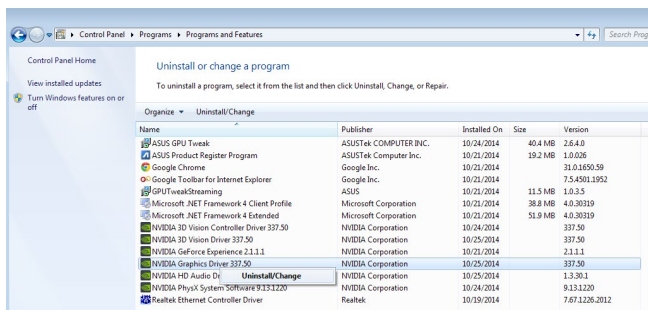 Control Panel ▸ Programs ▸ Programs and Features
Search Prog
Control Panel Home
View installed updates
Turn Windows features on or off
Uninstall or change a program
To uninstall a program, select it from the list and then click Uninstall, Change, or Repair.
Organize Uninstall/Change
Name Publisher Installed On Size Version
ASUS GPU Tweak ASUSTek COMPUTER INC. 10/24/2014 40.4 MB 2.6.4.0
ASUS Product Register Program ASUSTek Computer Inc. 10/21/2014 19.2 MB 1.0.026
Google Chrome Google Inc. 10/21/2014 31.0.1650.59
Google Toolbar for Internet Explorer Google Inc. 10/21/2014 7.5.4501.1952
GPUTweakStreaming ASUS 10/21/2014 11.5 MB 1.0.3.5
Microsoft .NET Framework 4 Client Profile Microsoft Corporation 10/21/2014 38.8 MB 4.0.30319
Microsoft .NET Framework 4 Extended Microsoft Corporation 10/21/2014 51.9 MB 4.0.30319
NVIDIA 3D Vision Controller Driver 337.50 NVIDIA Corporation 10/24/2014 337.50
NVIDIA 3D Vision Driver 337.50 NVIDIA Corporation 10/25/2014 337.50
NVIDIA GeForce Experience 2.1.1.1 NVIDIA Corporation 10/21/2014 2.1.1.1
NVIDIA Graphics Driver 337.50 NVIDIA Corporation 10/25/2014 337.50
NVIDIA HD Audio Dr Uninstall/Change NVIDIA Corporation 10/25/2014 1.3.30.1
NVIDIA PhysX System Software 9.13.1220 NVIDIA Corporation 10/24/2014 9.13.1220
Realtek Ethernet Controller Driver Realtek 10/19/2014 7.67.1226.2012